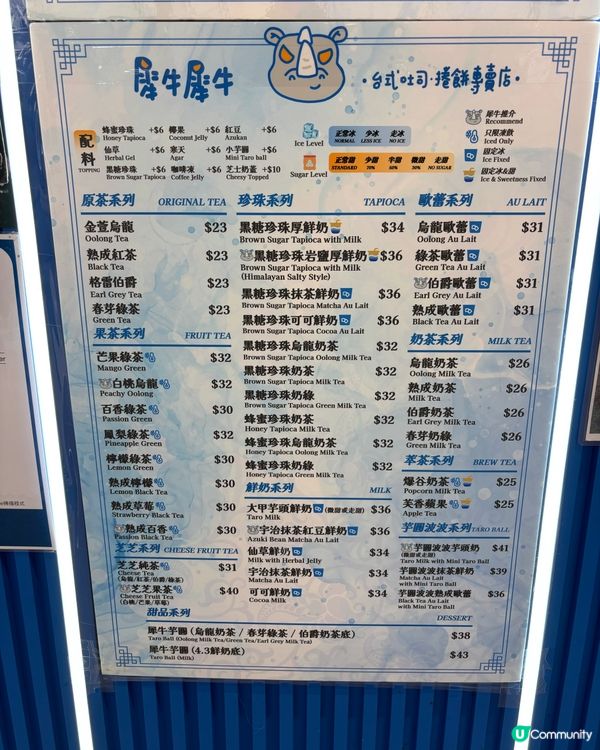 犀牛犀牛
•台式吐司•捲餅專賣店•
配料
TOPPING
蜂蜜珍珠 +$6 椰果 +$6 紅豆 +$6
Honey Tapioca Coconut Jelly Azukan
仙草 +$6 寒天 +$6 小芋圓 +$6
Herbal Gel Agar Mini Taro ball
黑糖珍珠 +$6 咖啡凍 +$6 芝士奶蓋 +$10
Brown Sugar Tapioca Coffee Jelly Cheesy Topped
Ice Level
正常冰 少冰 走冰
NORMAL LESS ICE NO ICE
Sugar Level
正常甜 少甜 半甜 微甜 走甜
STANDARD 70% 50% 30% NO SUGAR
犀牛推介
Recommend
只限凍飲
Iced Only
固定冰
Ice Fixed
固定冰&甜
Ice & Sweetness Fixed
原茶系列 ORIGINAL TEA
金萱烏龍 $23
Oolong Tea
熟成紅茶 $23
Black Tea
格雷伯爵 $23
Earl Grey Tea
春芽綠茶 $23
Green Tea
果茶系列 FRUIT TEA
芒果綠茶 $32
Mango Green
白桃烏龍 $32
Peachy Oolong
百香綠茶 $30
Passion Green
鳳梨綠茶 $32
Pineapple Green
檸檬綠茶 $30
Lemon Green
熟成檸檬 $30
Lemon Black Tea
熟成草莓 $30
Strawberry Black Tea
熟成百香 $30
Passion Black Tea
芝芝系列 CHEESE FRUIT TEA
芝芝純茶 $31
Cheese Tea
(烏龍/紅茶/伯爵/綠茶)
芝芝果茶 $40
Cheese Fruit Tea
(白桃/芒果/草莓)
珍珠系列 TAPIOCA
黑糖珍珠厚鮮奶 $34
Brown Sugar Tapioca with Milk
黑糖珍珠岩鹽厚鮮奶 $36
Brown Sugar Tapioca with Milk
(Himalayan Salty Style)
黑糖珍珠抹茶鮮奶 $36
Brown Sugar Tapioca Matcha Au Lait
黑糖珍珠可可鮮奶 $36
Brown Sugar Tapioca Cocoa Au Lait
黑糖珍珠烏龍奶茶 $32
Brown Sugar Tapioca Oolong Milk Tea
黑糖珍珠奶茶 $32
Brown Sugar Tapioca Milk Tea
黑糖珍珠奶綠 $32
Brown Sugar Tapioca Green Milk Tea
蜂蜜珍珠奶茶 $32
Honey Tapioca Milk Tea
蜂蜜珍珠烏龍奶茶 $32
Honey Tapioca Oolong Milk Tea
蜂蜜珍珠奶綠 $32
Honey Tapioca Green Milk Tea
鮮奶系列 MILK
大甲芋頭鮮奶 (微甜或走甜) $36
Taro Milk
宇治抹茶紅豆鮮奶 $36
Azuki Bean Matcha Au Lait
仙草鮮奶 $34
Milk with Herbal Jelly
宇治抹茶鮮奶 $34
Matcha Au Lait
可可鮮奶 $34
Cocoa Milk
歐蕾系列 AU LAIT
烏龍歐蕾 $31
Oolong Au Lait
綠茶歐蕾 $31
Green Tea Au Lait
伯爵歐蕾 $31
Earl Grey Au Lait
熟成歐蕾 $31
Black Tea Au Lait
奶茶系列 MILK TEA
烏龍奶茶 $26
Oolong Milk Tea
熟成奶茶 $26
Milk Tea
伯爵奶茶 $26
Earl Grey Milk Tea
春芽奶綠 $26
Green Milk Tea
萃茶系列 BREW TEA
爆谷奶茶 $25
Popcorn Milk Tea
芙香蘋果 $25
Apple Tea
芋圓波波系列 TARO BALL
芋圓波波芋頭奶 $41
(微甜或走甜)
Taro Milk with Mini Taro Ball
芋圓波波抹茶鮮奶 $39
Matcha Au Lait
with Mini Taro Ball
芋圓波波熟成歐蕾 $36
Black Tea Au Lait
with Mini Taro Ball
甜品系列 DESSERT
犀牛芋圓 (烏龍奶茶 / 春芽奶綠 / 伯爵奶茶底) $38
Taro Ball (Oolong Milk Tea/Green Tea/Earl Grey Milk Tea)
犀牛芋圓 (4.3鮮奶底) $43
Taro Ball (Milk)
U Community